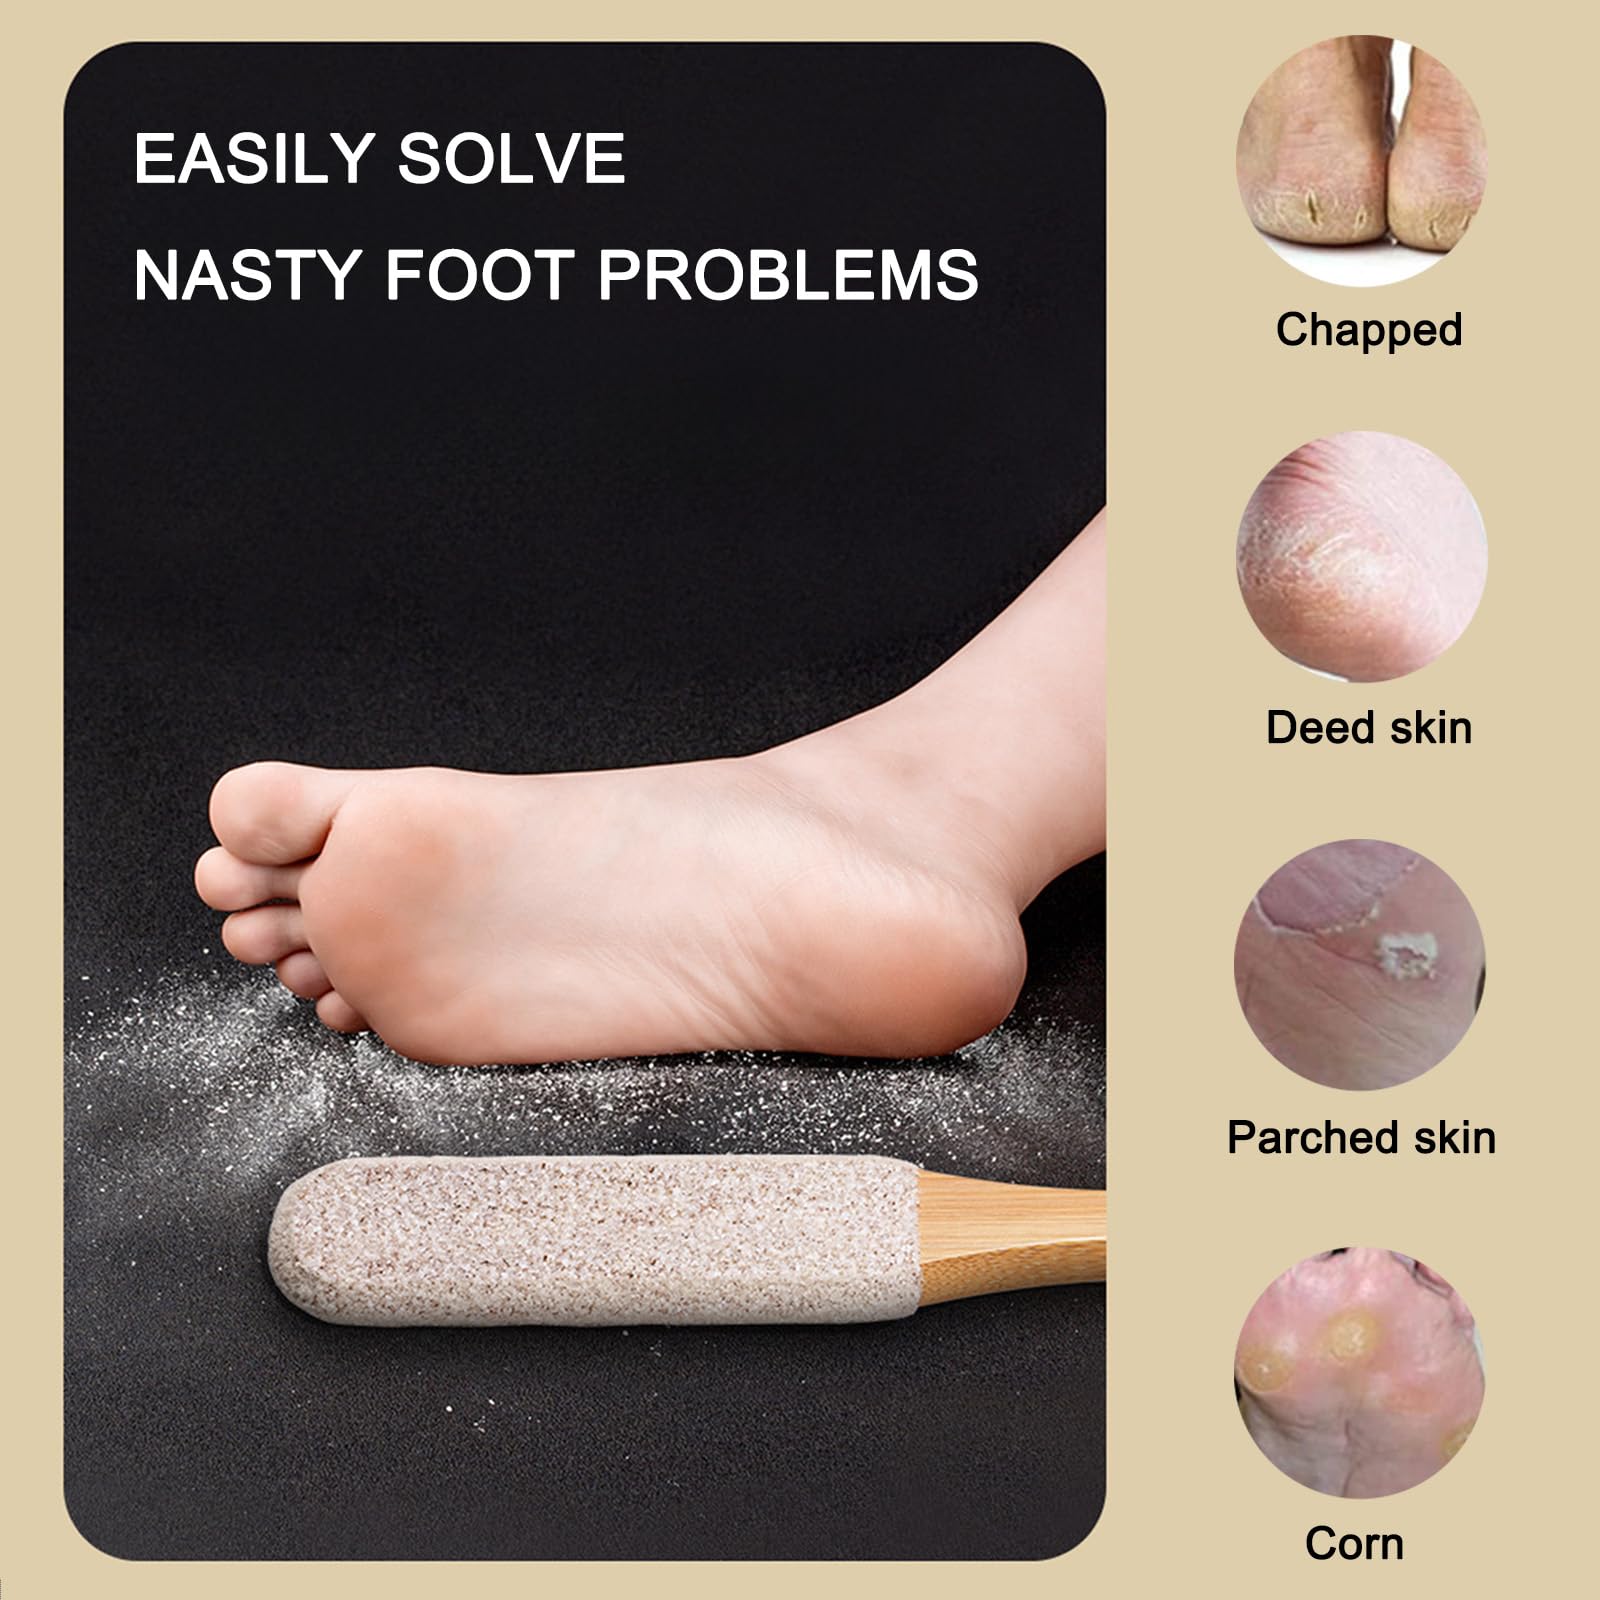 EASILY SOLVE
NASTY FOOT PROBLEMS
Chapped
Deed skin
Parched skin
Corn